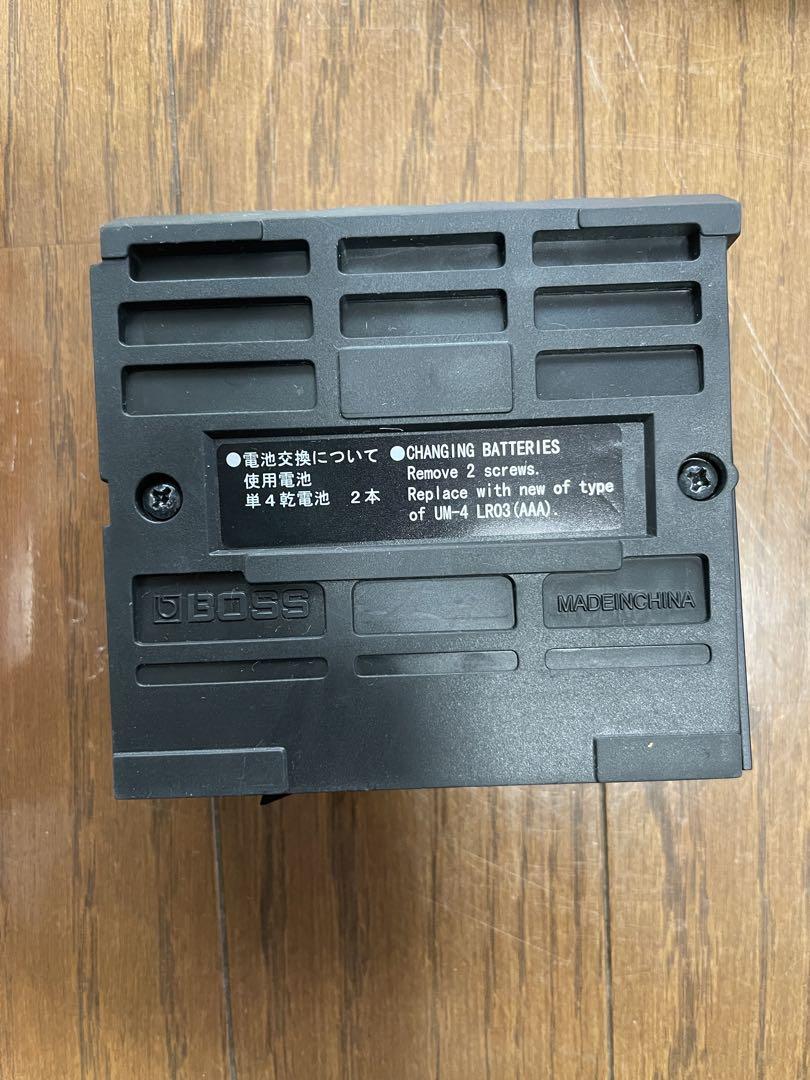 ●電池交換について
使用電池
単4乾電池　2本
●CHANGING BATTERIES
Remove 2 screws.
Replace with new of type
of UM-4 LR03(AAA).
BOSS
MADEINCHINA